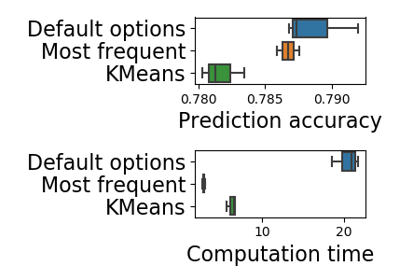 Default options
Most frequent
KMeans
0.780 0.785 0.790
Prediction accuracy
Default options
Most frequent
KMeans
10 20
Computation time